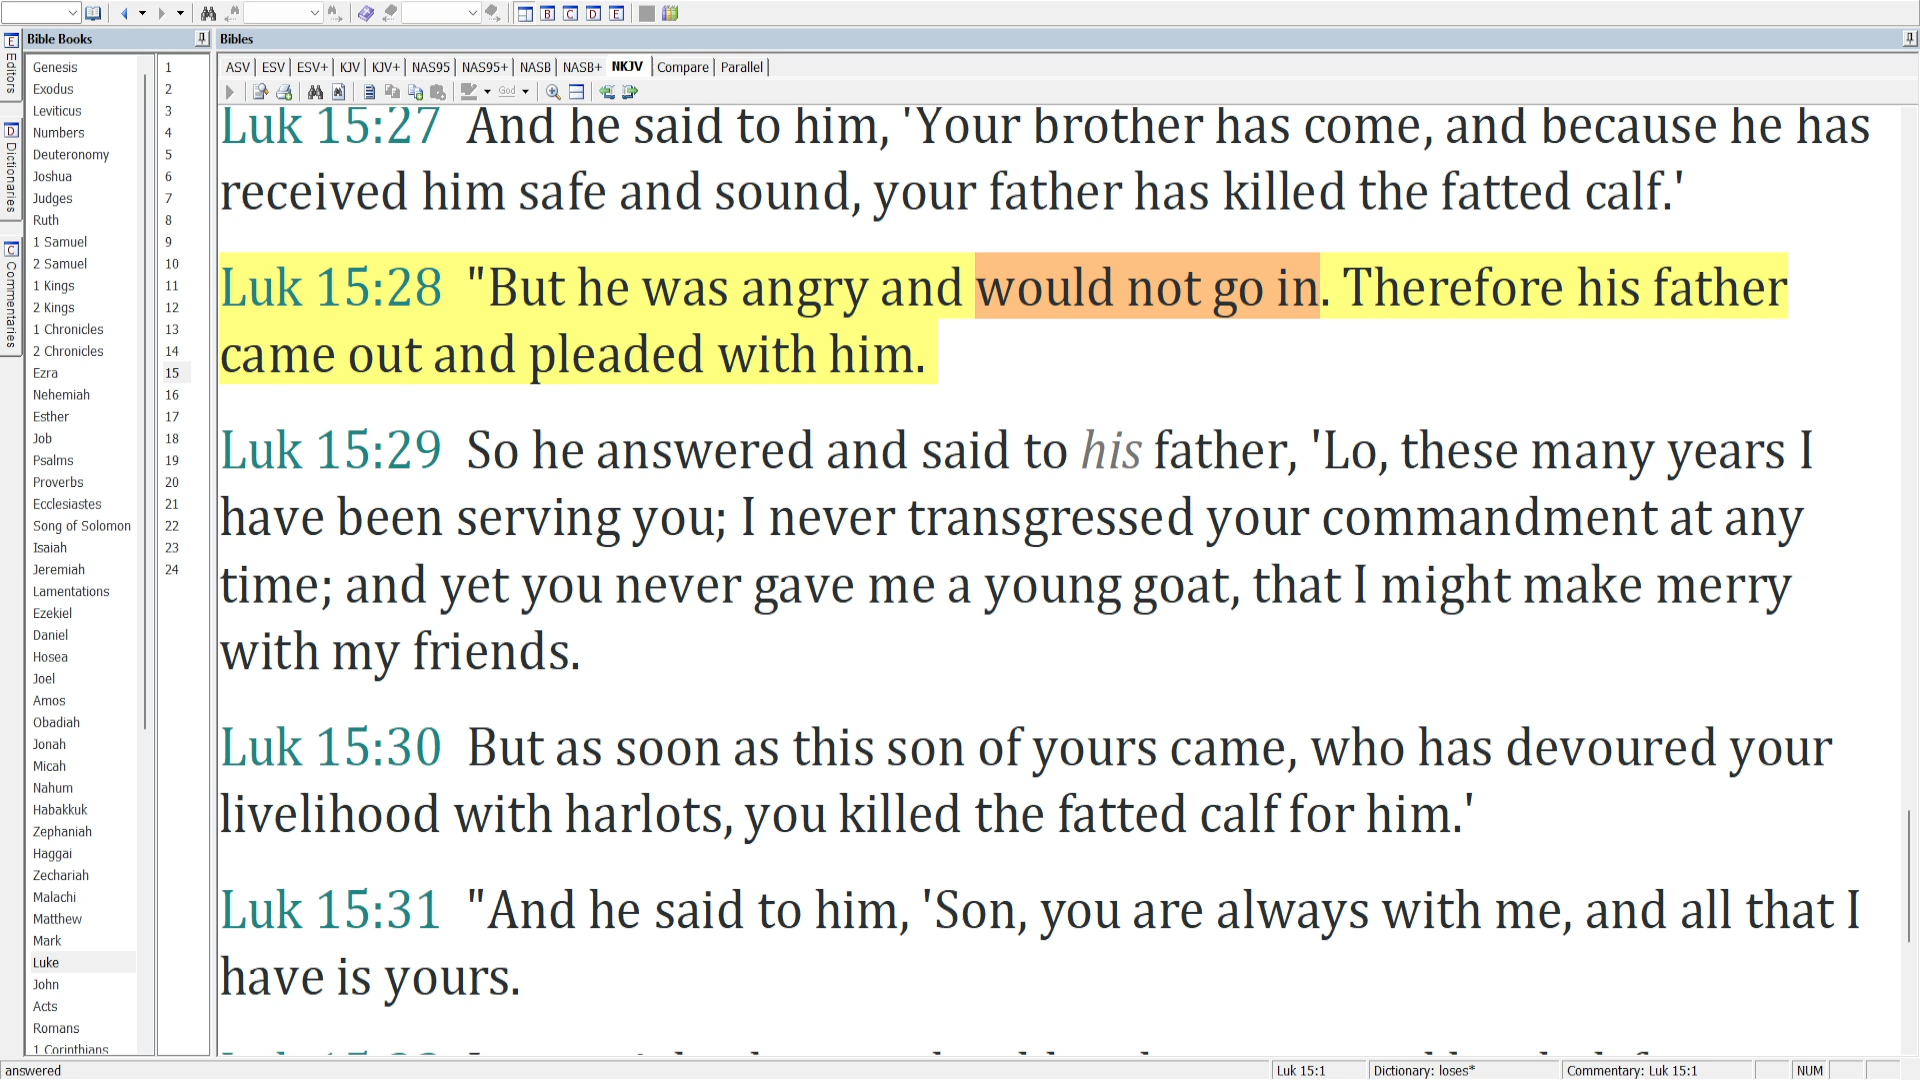 Bible Books
Bibles
Editors
Dictionaries
Commentaries
Genesis
Exodus
Leviticus
Numbers
Deuteronomy
Joshua
Judges
Ruth
1 Samuel
2 Samuel
1 Kings
2 Kings
1 Chronicles
2 Chronicles
Ezra
Nehemiah
Esther
Job
Psalms
Proverbs
Ecclesiastes
Song of Solomon
Isaiah
Jeremiah
Lamentations
Ezekiel
Daniel
Hosea
Joel
Amos
Obadiah
Jonah
Micah
Nahum
Habakkuk
Zephaniah
Haggai
Zechariah
Malachi
Matthew
Mark
Luke
John
Acts
Romans
1 Corinthians
1
2
3
4
5
6
7
8
9
10
11
12
13
14
15
16
17
18
19
20
21
22
23
24
ASV ESV ESV+ KJV KJV+ NAS95 NAS95+ NASB NASB+ NKJV Compare Parallel
God
Luk 15:27 And he said to him, 'Your brother has come, and because he has
received him safe and sound, your father has killed the fatted calf.'
Luk 15:28 "But he was angry and would not go in. Therefore his father
came out and pleaded with him.
Luk 15:29 So he answered and said to his father, 'Lo, these many years I
have been serving you; I never transgressed your commandment at any
time; and yet you never gave me a young goat, that I might make merry
with my friends.
Luk 15:30 But as soon as this son of yours came, who has devoured your
livelihood with harlots, you killed the fatted calf for him.'
Luk 15:31 "And he said to him, 'Son, you are always with me, and all that I
have is yours.
answered
Luk 15:1
Dictionary: loses*
Commentary: Luk 15:1
NUM